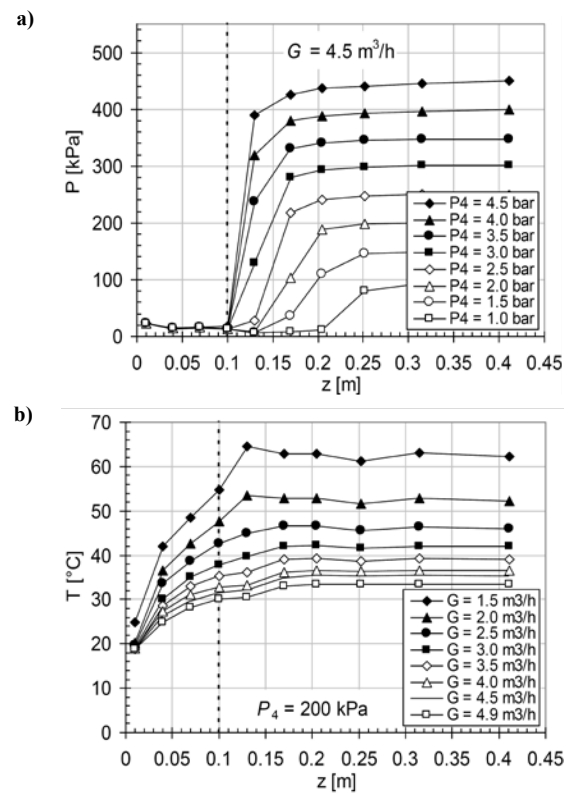 a)
G = 4.5 m³/h
P [kPa]
500
400
300
200
100
0
P4 = 4.5 bar
P4 = 4.0 bar
P4 = 3.5 bar
P4 = 3.0 bar
P4 = 2.5 bar
P4 = 2.0 bar
P4 = 1.5 bar
P4 = 1.0 bar
0 0.05 0.1 0.15 0.2 0.25 0.3 0.35 0.4 0.45
z [m]
b)
T [°C]
70
60
50
40
30
20
10
0
G = 1.5 m3/h
G = 2.0 m3/h
G = 2.5 m3/h
G = 3.0 m3/h
G = 3.5 m3/h
G = 4.0 m3/h
G = 4.5 m3/h
G = 4.9 m3/h
P₄ = 200 kPa
0 0.05 0.10 0.15 0.20 0.25 0.30 0.35 0.40 0.45
z [m]